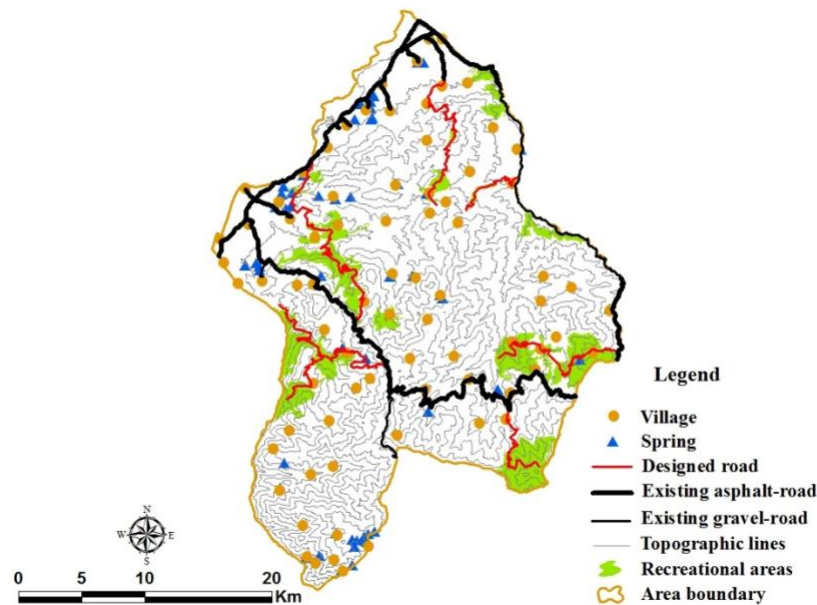 Legend
Village
Spring
Designed road
Existing asphalt-road
Existing gravel-road
Topographic lines
Recreational areas
Area boundary
N
W E
S
0 5 10 20
Km